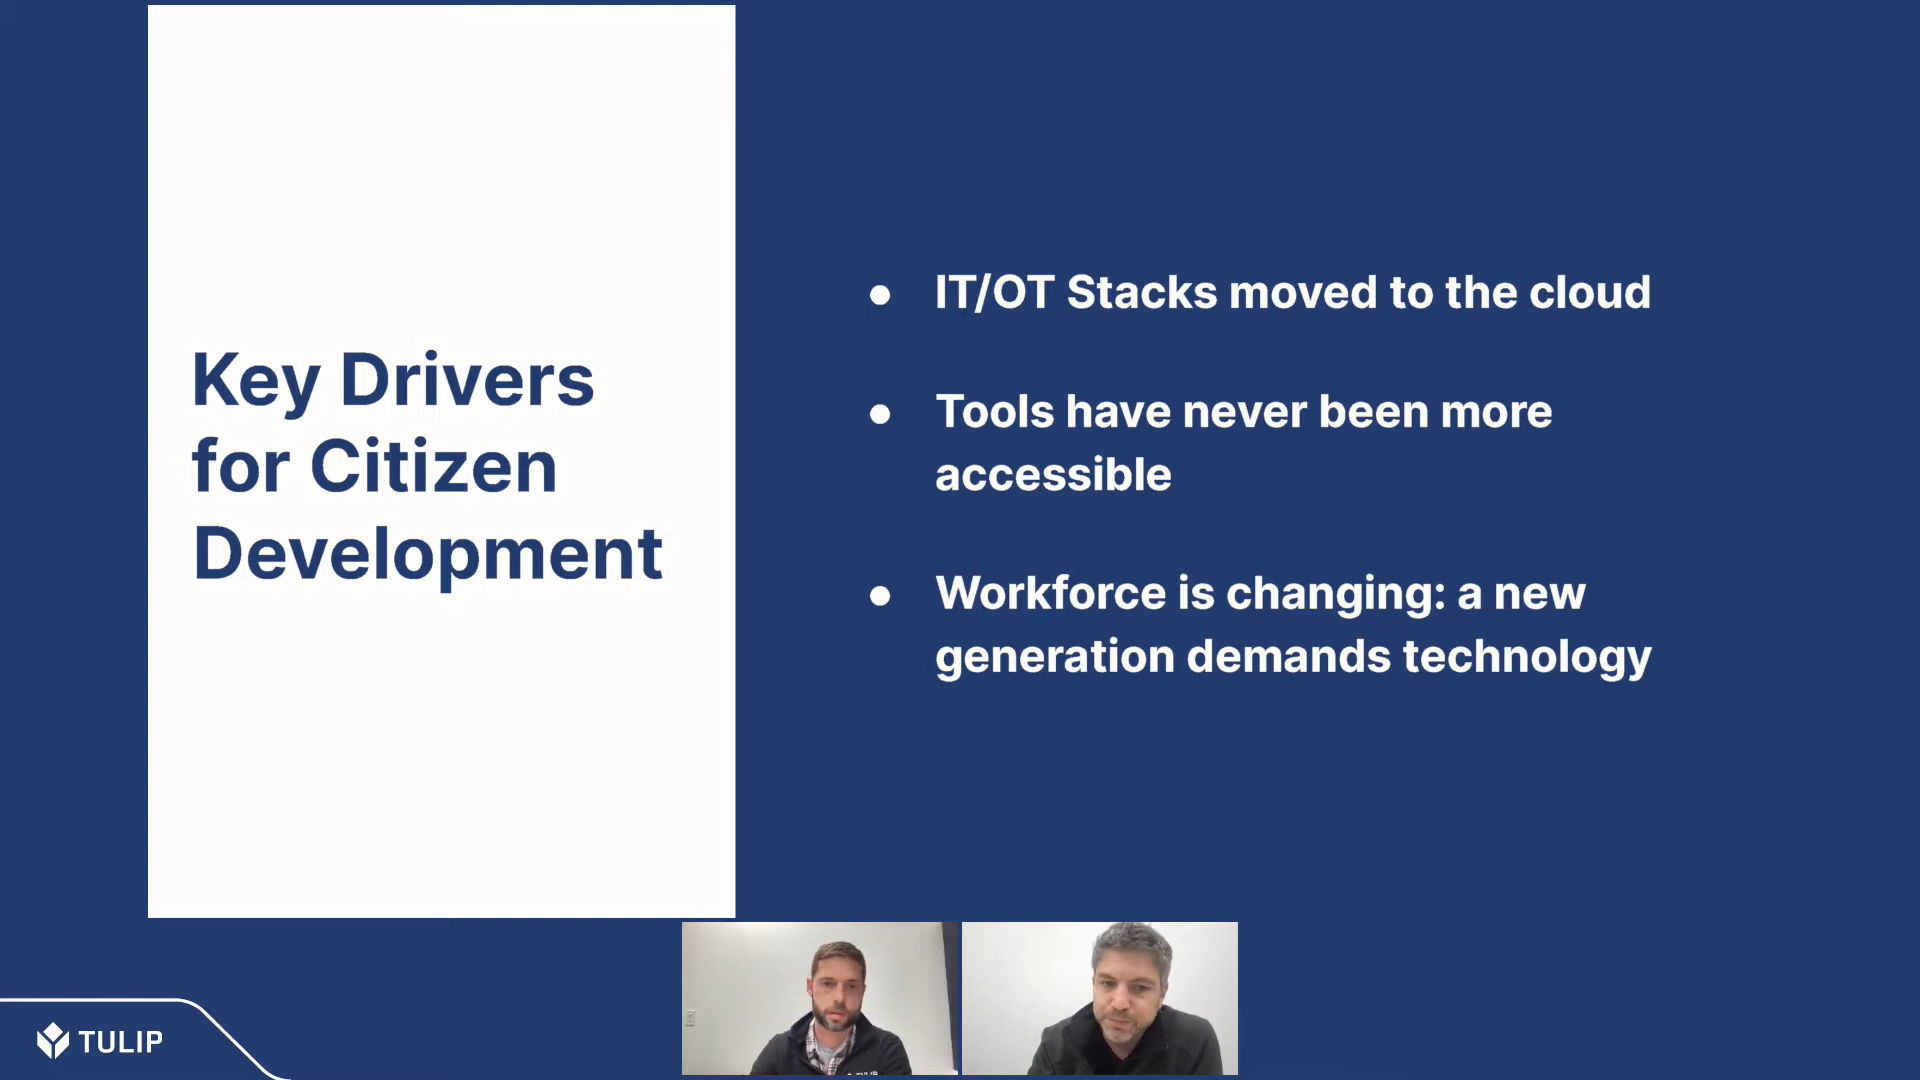 Key Drivers
for Citizen
Development
● IT/OT Stacks moved to the cloud
● Tools have never been more
accessible
● Workforce is changing: a new
generation demands technology
TULIP
TULIP